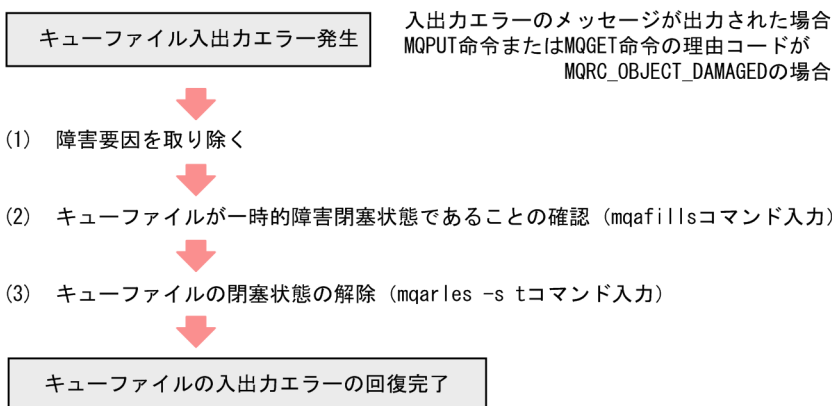 キューファイル入出力エラー発生
入出力エラーのメッセージが出力された場合
MQPUT命令またはMQGET命令の理由コードが
MQRC_OBJECT_DAMAGEDの場合
(1) 障害要因を取り除く
(2) キューファイルが一時的障害閉塞状態であることの確認 (mqafillsコマンド入力)
(3) キューファイルの閉塞状態の解除 (mqarles -s tコマンド入力)
キューファイルの入出力エラーの回復完了